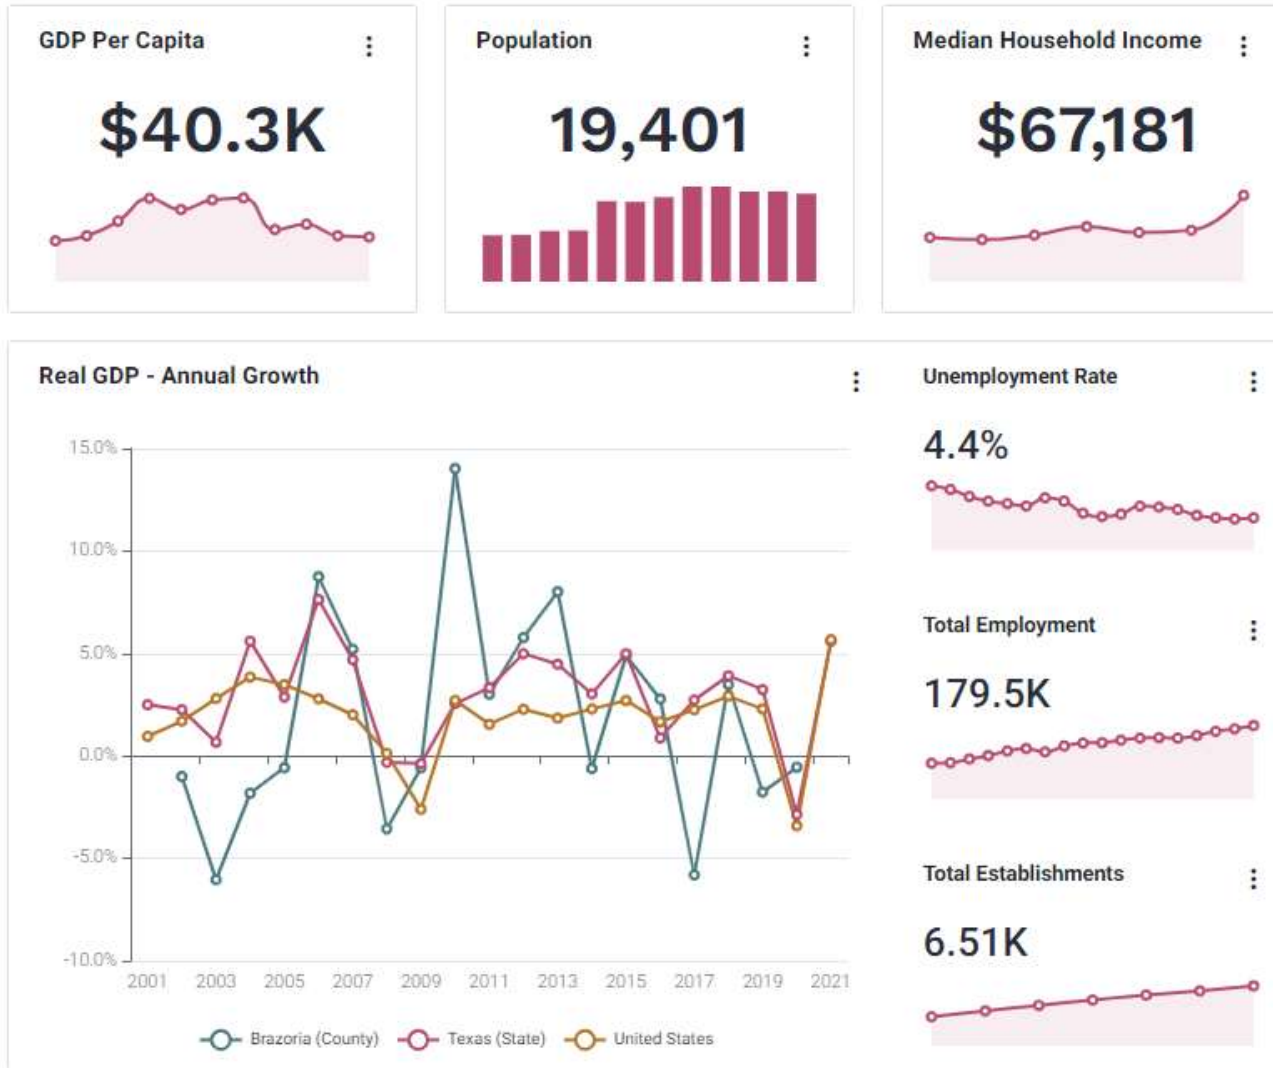 GDP Per Capita
$40.3K
Population
19,401
Median Household Income
$67,181
Real GDP - Annual Growth
15.0%
10.0%
5.0%
0.0%
-5.0%
-10.0%
2001 2003 2005 2007 2009 2011 2013 2015 2017 2019 2021
Brazoria (County) Texas (State) United States
Unemployment Rate
4.4%
Total Employment
179.5K
Total Establishments
6.51K